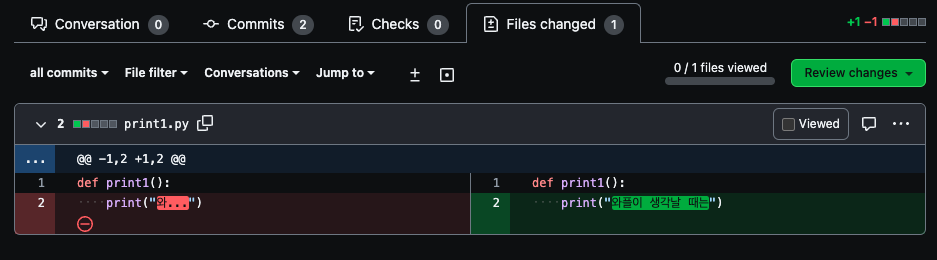 Conversation 0 Commits 2 Checks 0 Files changed 1 +1 −1
all commits File filter Conversations Jump to 0 / 1 files viewed Review changes
2 print1.py Viewed
... @@ -1,2 +1,2 @@
1 def print1(): 1 def print1():
2 ····print("와...") 2 ····print("와플이 생각날 때는")